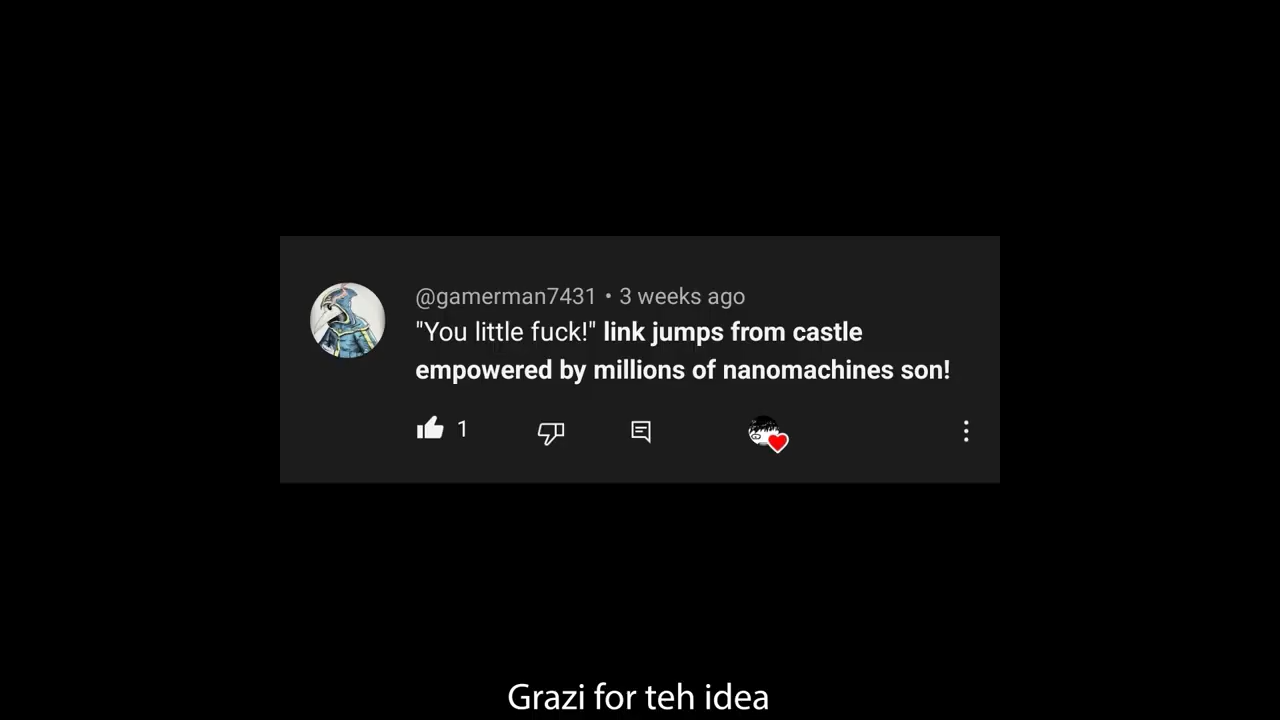 @gamerman7431 • 3 weeks ago
"You little fuck!" link jumps from castle
empowered by millions of nanomachines son!
1
Grazi for teh idea